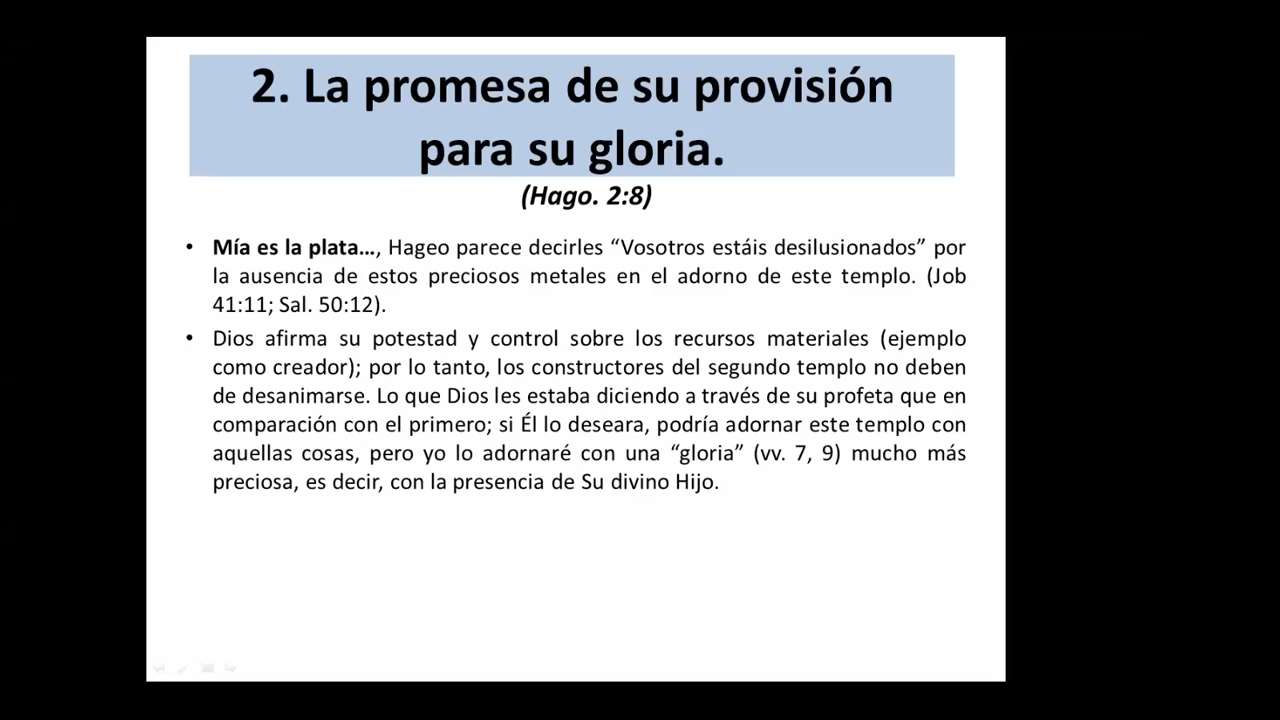 2. La promesa de su provisión
para su gloria.
(Hago. 2:8)
• Mía es la plata…, Hageo parece decirles “Vosotros estáis desilusionados” por
la ausencia de estos preciosos metales en el adorno de este templo. (Job
41:11; Sal. 50:12).
• Dios afirma su potestad y control sobre los recursos materiales (ejemplo
como creador); por lo tanto, los constructores del segundo templo no deben
de desanimarse. Lo que Dios les estaba diciendo a través de su profeta que en
comparación con el primero; si Él lo deseara, podría adornar este templo con
aquellas cosas, pero yo lo adornaré con una “gloria” (vv. 7, 9) mucho más
preciosa, es decir, con la presencia de Su divino Hijo.